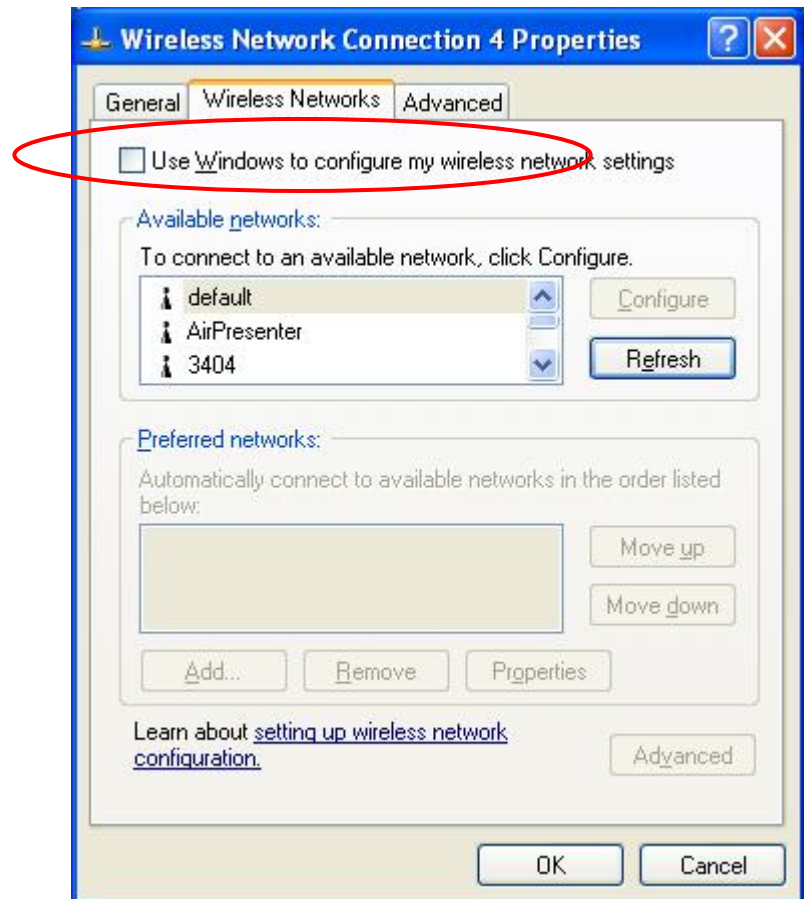 Wireless Network Connection 4 Properties
General Wireless Networks Advanced
Use Windows to configure my wireless network settings
Available networks:
To connect to an available network, click Configure.
default
AirPresenter
3404
Configure
Refresh
Preferred networks:
Automatically connect to available networks in the order listed
below:
Move up
Move down
Add... Remove Properties
Learn about setting up wireless network
configuration.
Advanced
OK Cancel